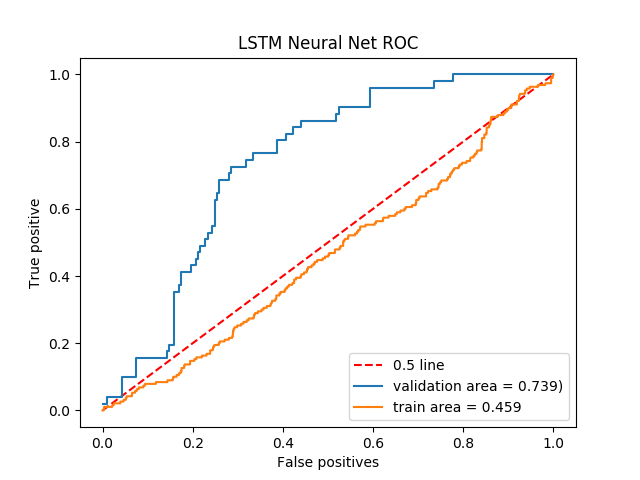 LSTM Neural Net ROC
1.0
0.8
0.6
0.4
0.2
0.0
True positive
0.0 0.2 0.4 0.6 0.8 1.0
False positives
0.5 line
validation area = 0.739)
train area = 0.459